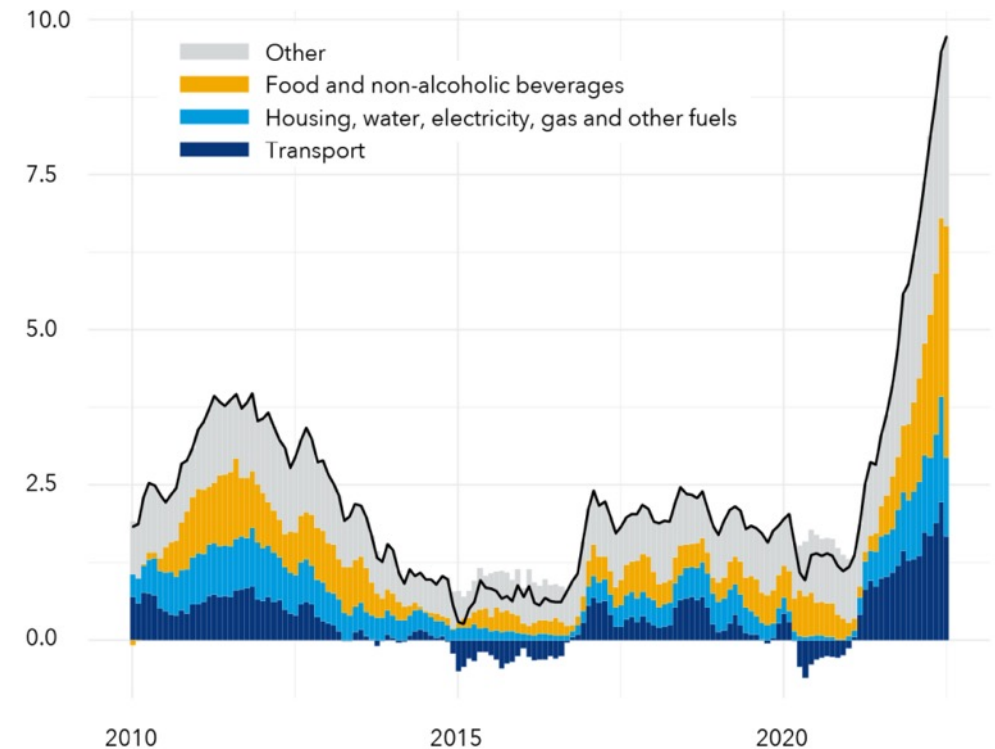 10.0
Other
Food and non-alcoholic beverages
Housing, water, electricity, gas and other fuels
Transport
7.5
5.0
2.5
0.0
2010 2015 2020